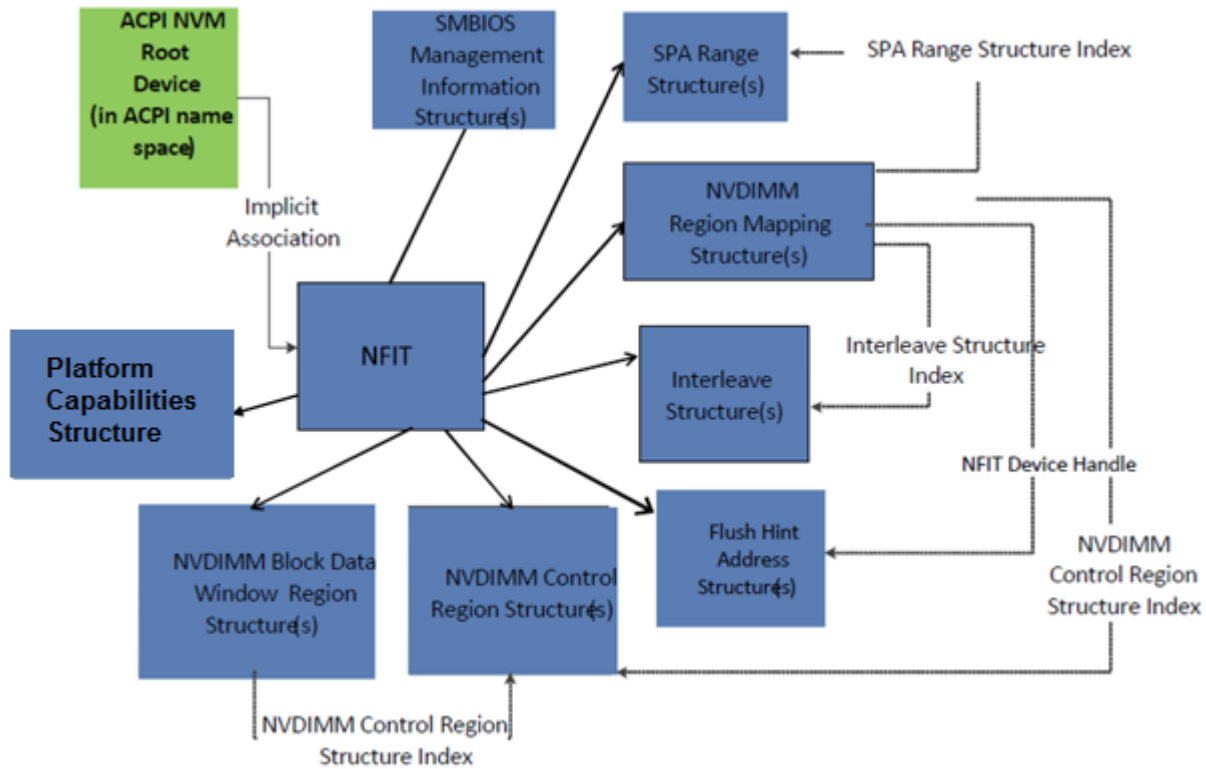 ACPI NVM
Root
Device
(in ACPI name
space)
SMBIOS
Management
Information
Structure(s)
SPA Range
Structure(s)
SPA Range Structure Index
NVDIMM
Region Mapping
Structure(s)
Implicit
Association
NFIT
Platform
Capabilities
Structure
Interleave
Structure(s)
Interleave Structure
Index
NFIT Device Handle
NVDIMM Block Data
Window Region
Structure(s)
NVDIMM Control
Region Structure(s)
Flush Hint
Address
Structure(s)
NVDIMM
Control Region
Structure Index
NVDIMM Control Region
Structure Index